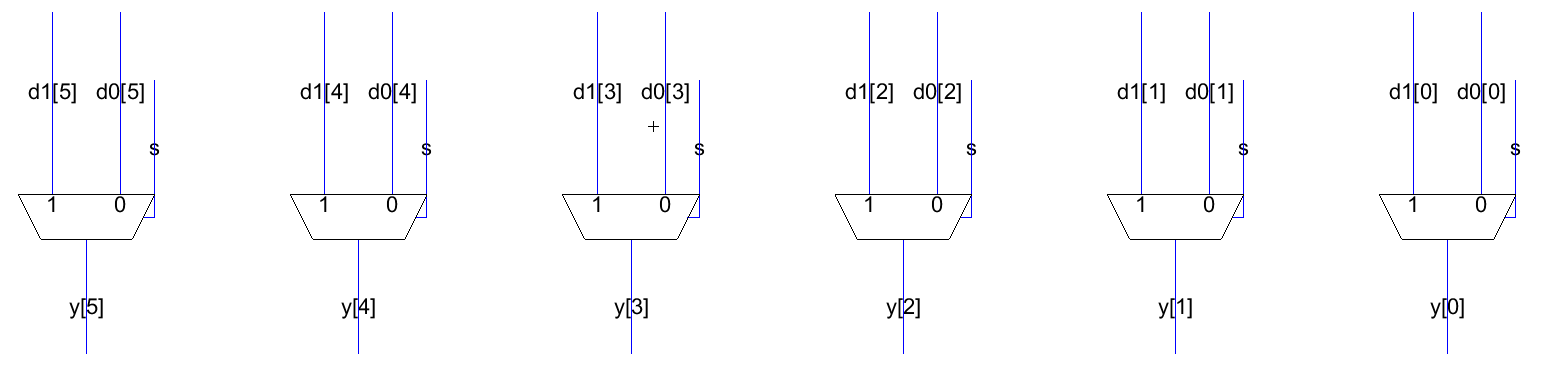 d1[5] d0[5] d1[4] d0[4] d1[3] d0[3] d1[2] d0[2] d1[1] d0[1] d1[0] d0[0]
s s s s s s
1 0 1 0 1 0 1 0 1 0 1 0
y[5] y[4] y[3] y[2] y[1] y[0]